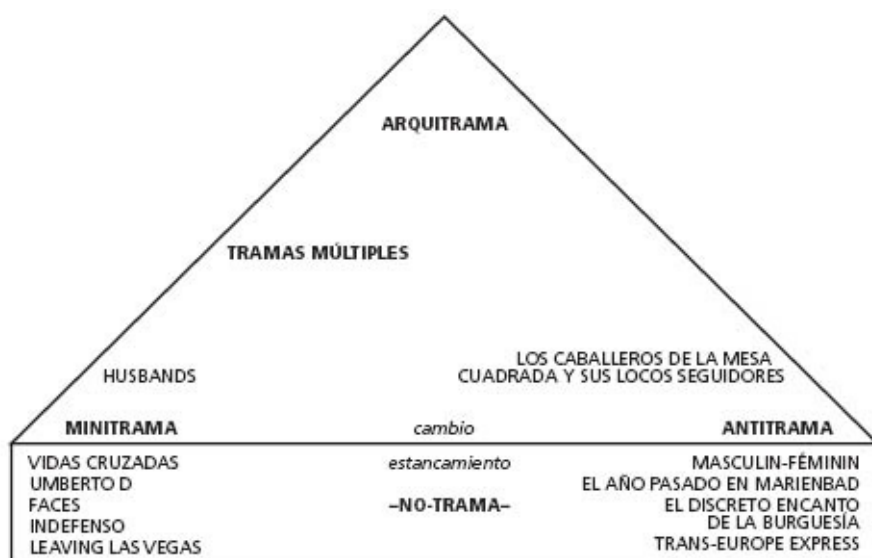 ARQUITRAMA
TRAMAS MÚLTIPLES
HUSBANDS
LOS CABALLEROS DE LA MESA
CUADRADA Y SUS LOCOS SEGUIDORES
MINITRAMA
cambio
ANTITRAMA
VIDAS CRUZADAS
UMBERTO D
FACES
INDEFENSO
LEAVING LAS VEGAS
estancamiento
–NO-TRAMA–
MASCULIN-FÉMININ
EL AÑO PASADO EN MARIENBAD
EL DISCRETO ENCANTO
DE LA BURGUESÍA
TRANS-EUROPE EXPRESS